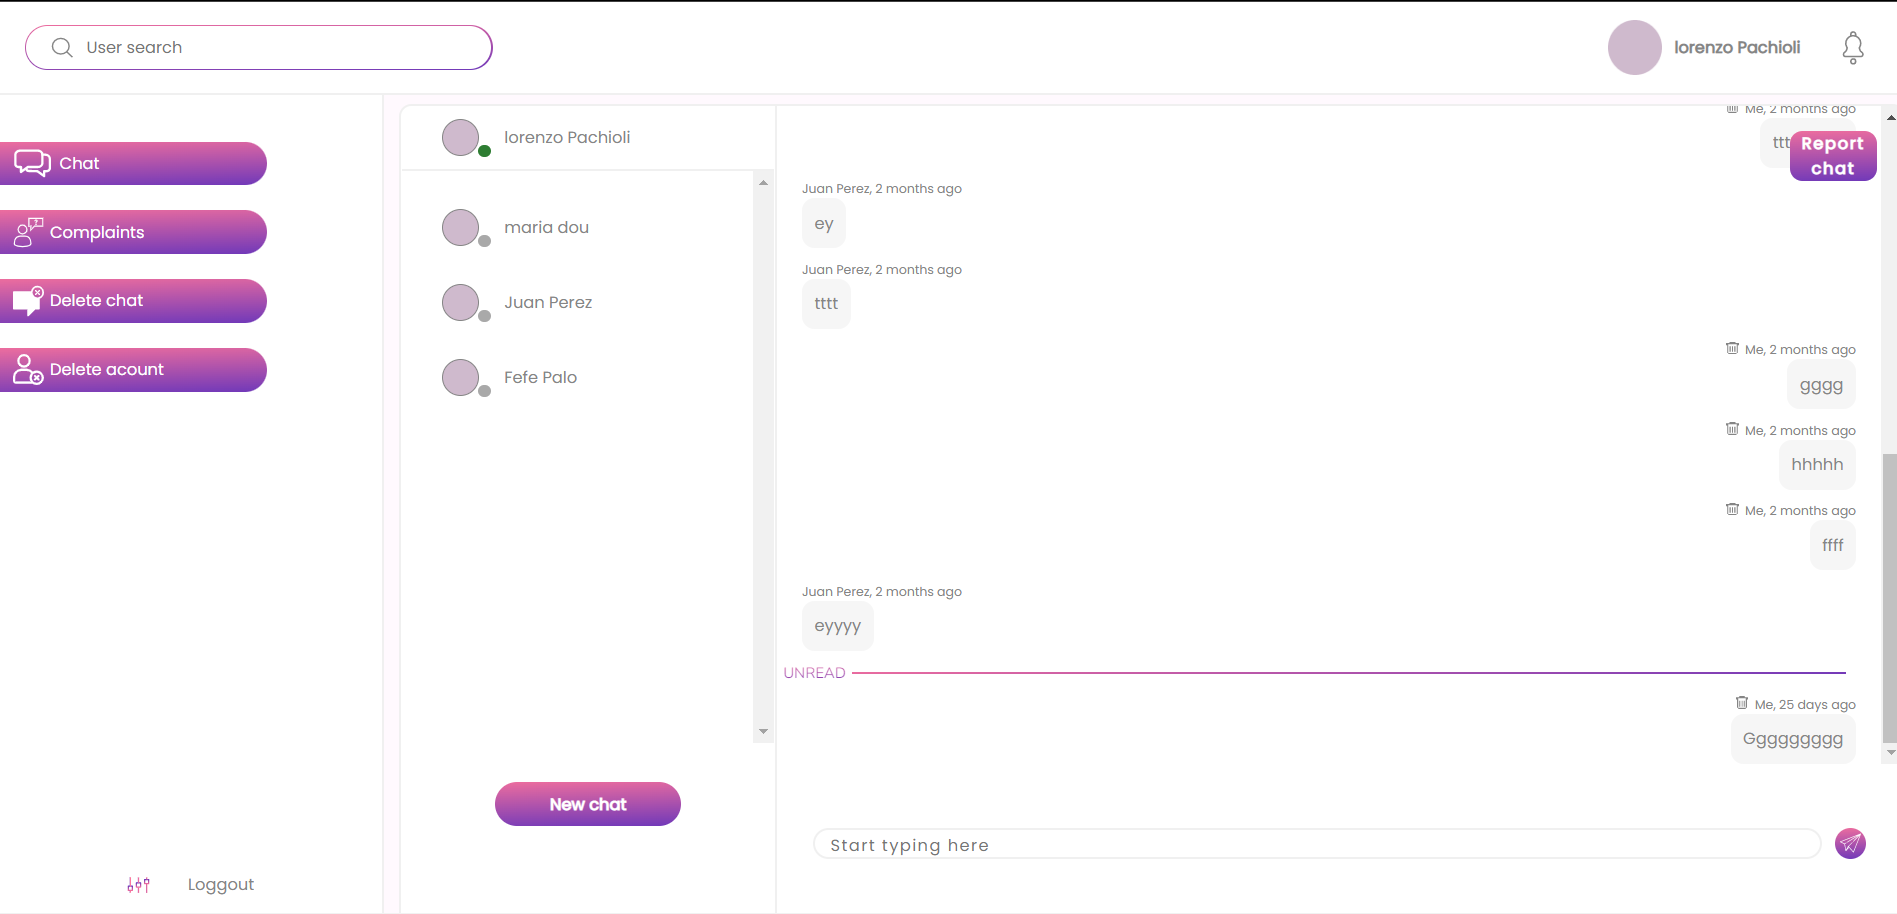 User search
lorenzo Pachioli
Chat
Complaints
Delete chat
Delete acount
Loggout
lorenzo Pachioli
maria dou
Juan Perez
Fefe Palo
New chat
Me, 2 months ago
ttt
Report
chat
Juan Perez, 2 months ago
ey
Juan Perez, 2 months ago
tttt
Me, 2 months ago
gggg
Me, 2 months ago
hhhhh
Me, 2 months ago
ffff
Juan Perez, 2 months ago
eyyyy
UNREAD
Me, 25 days ago
Ggggggggg
Start typing here